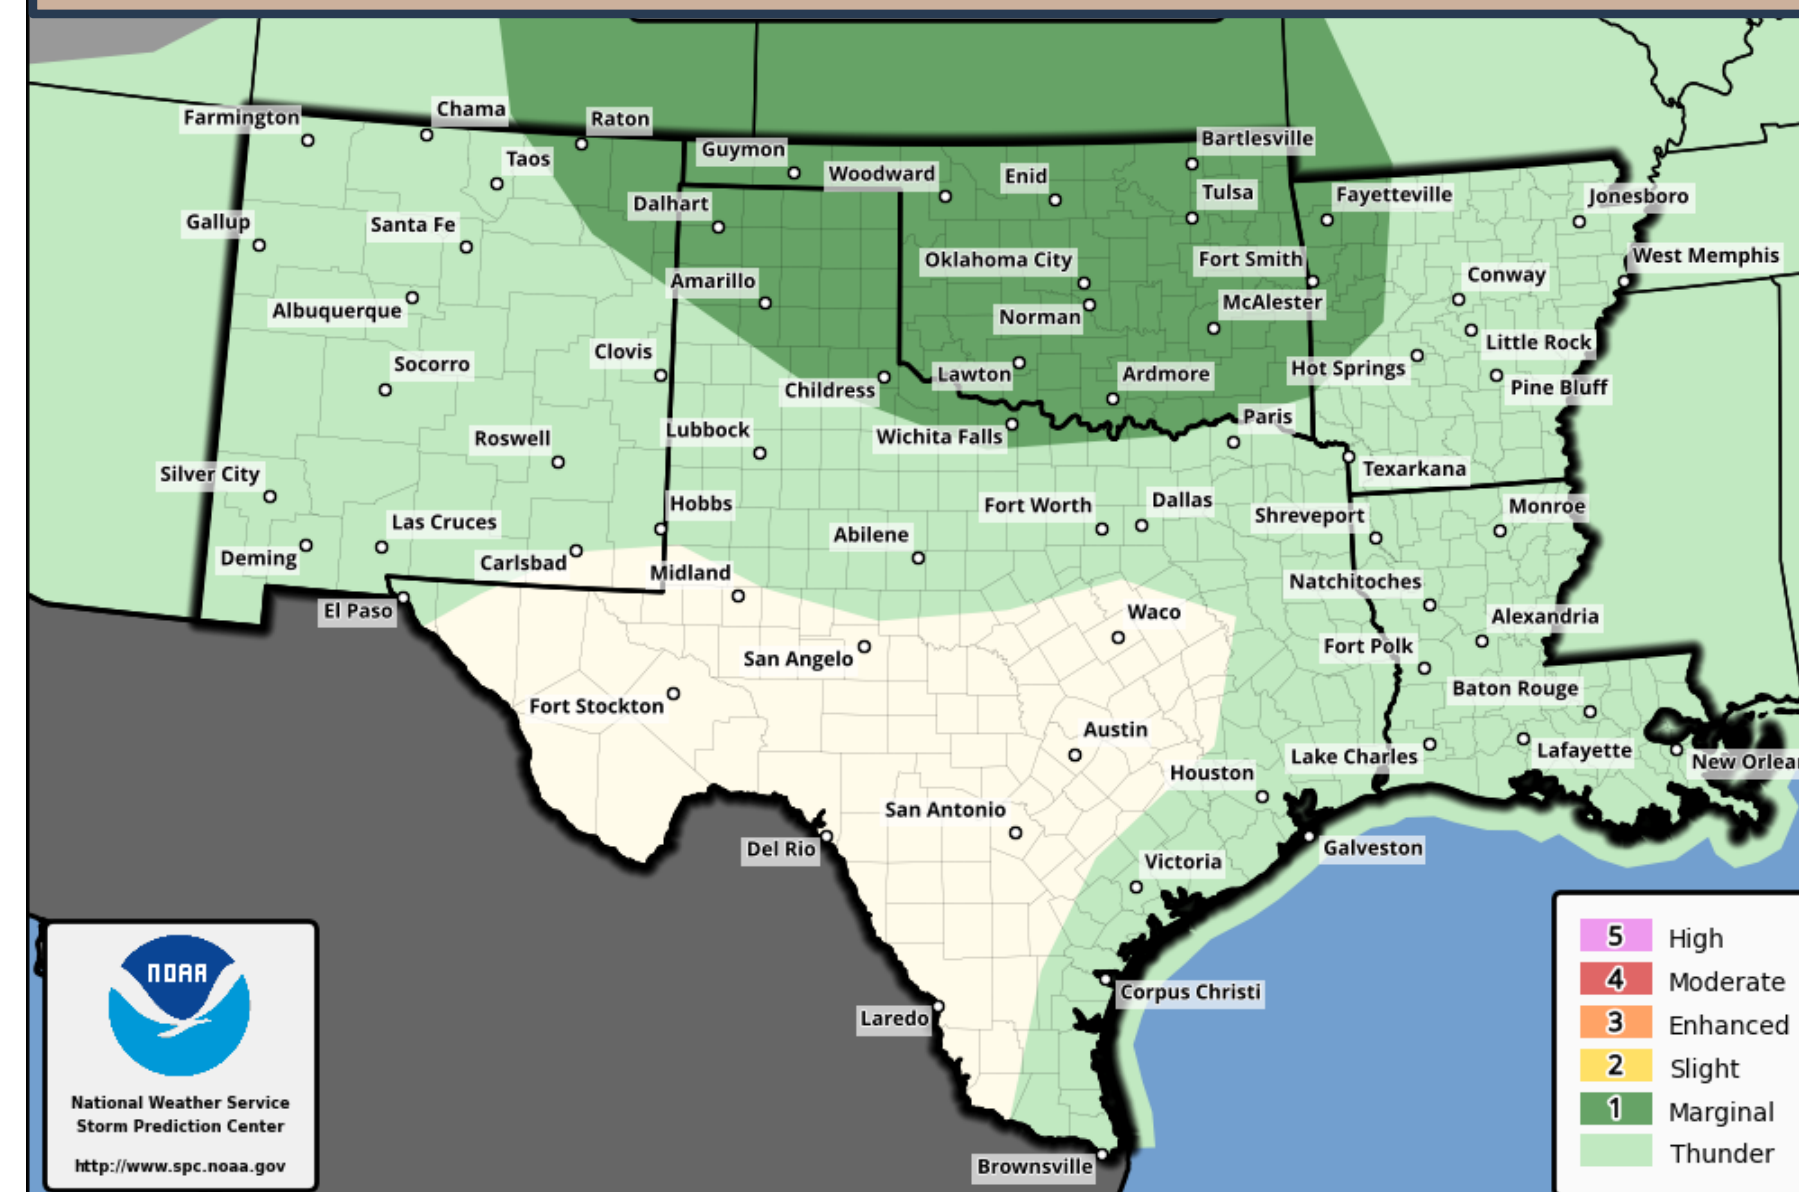 Farmington
Chama
Raton
Taos
Guymon
Woodward
Enid
Bartlesville
Tulsa
Fayetteville
Jonesboro
Dalhart
Gallup
Santa Fe
Oklahoma City
Fort Smith
West Memphis
Conway
Amarillo
Albuquerque
McAlester
Norman
Little Rock
Clovis
Socorro
Lawton
Ardmore
Hot Springs
Pine Bluff
Childress
Paris
Roswell
Lubbock
Wichita Falls
Texarkana
Silver City
Hobbs
Fort Worth
Dallas
Shreveport
Monroe
Las Cruces
Abilene
Deming
Carlsbad
Midland
Natchitoches
El Paso
Waco
Alexandria
San Angelo
Fort Polk
Fort Stockton
Baton Rouge
Austin
Lake Charles
Lafayette
New Orlea
Houston
San Antonio
Del Rio
Galveston
Victoria
Corpus Christi
Laredo
Brownsville
NOAA
National Weather Service
Storm Prediction Center
http://www.spc.noaa.gov
5 High
4 Moderate
3 Enhanced
2 Slight
1 Marginal
Thunder